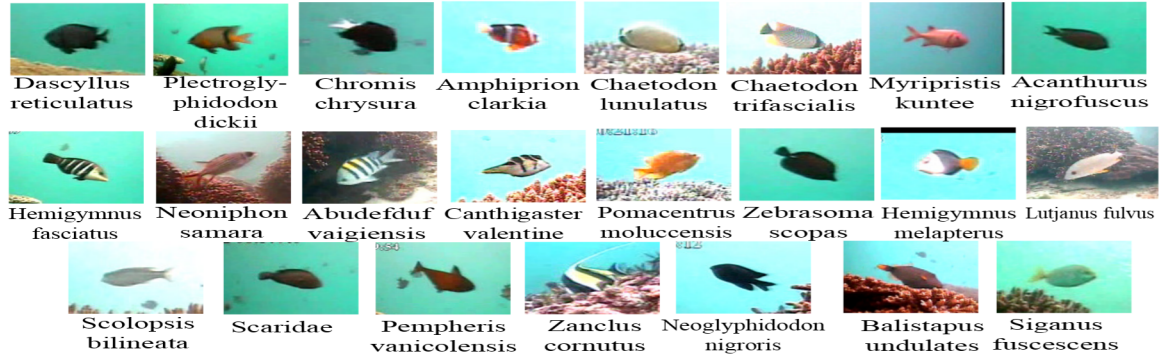 Dascyllus reticulatus
Plectrogly-
phidodon
dickii
Chromis
chrysura
Amphiprion
clarkia
Chaetodon
lunulatus
Chaetodon
trifascialis
Myripristis
kuntee
Acanthurus
nigrofuscus
Hemigymnus
fasciatus
Neoniphon
samara
Abudefduf
vaigiensis
Canthigaster
valentine
Pomacentrus
moluccensis
Zebrasoma
scopas
Hemigymnus
melapterus
Lutjanus fulvus
Scolopsis
bilineata
Scaridae
Pempheris
vanicolensis
Zanclus
cornutus
Neoglyphidodon
nigroris
Balistapus
undulates
Siganus
fuscescens